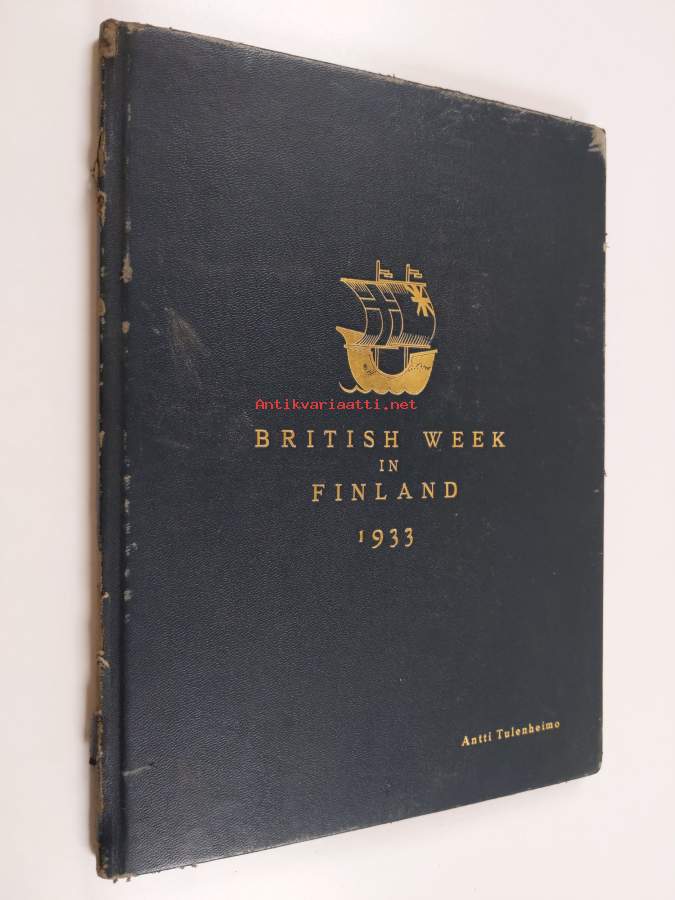 Antikvariaatti.net
BRITISH WEEK
IN
FINLAND
1933
Antti Tulenheimo